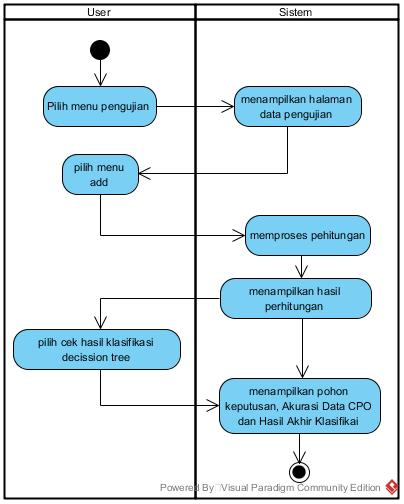 User
Sistem
Pilih menu pengujian
menampilkan halaman
data pengujian
pilih menu
add
memproses pehitungan
menampilkan hasil
perhitungan
pilih cek hasil klasifikasi
decission tree
menampilkan pohon
keputusan, Akurasi Data CPO
dan Hasil Akhir Klasifikai
Powered By Visual Paradigm Community Edition